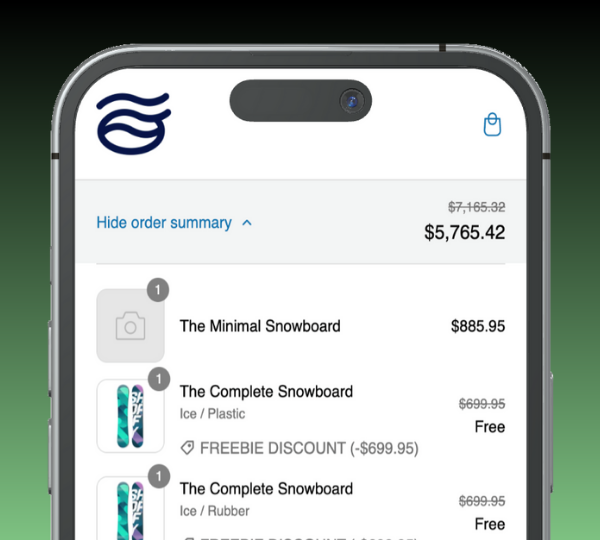 $7,165.32
Hide order summary
$5,765.42
1
The Minimal Snowboard
$885.95
1
The Complete Snowboard
$699.95
Ice / Plastic
Free
FREEBIE DISCOUNT (-$699.95)
1
The Complete Snowboard
$699.95
Ice / Rubber
Free